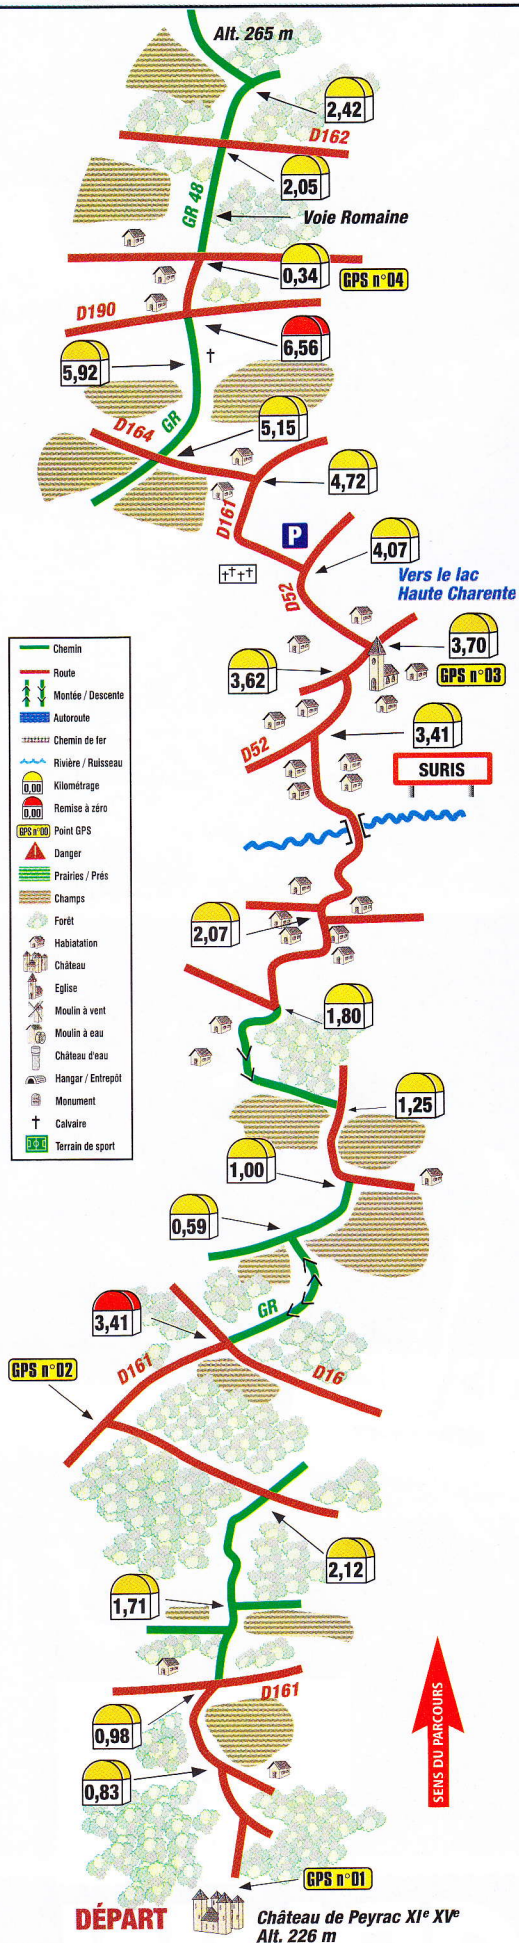 Alt. 265 m
2,42
D162
2,05
GR 48
Voie Romaine
0,34
GPS n°04
D190
6,56
5,92
GR
D164
5,15
4,72
D161
P
4,07
D52
Vers le lac
Haute Charente
3,70
GPS n°03
3,62
3,41
D52
SURIS
Chemin
Route
Montée / Descente
Autoroute
Chemin de fer
Rivière / Ruisseau
0,00
Kilométrage
0,00
Remise à zéro
GPS n°00
Point GPS
Danger
Prairies / Prés
Champs
Forêt
Habiatation
Château
Eglise
Moulin à vent
Moulin à eau
Château d'eau
Hangar / Entrepôt
Monument
Calvaire
Terrain de sport
2,07
1,80
1,25
1,00
0,59
GR
3,41
D161
D16
GPS n°02
2,12
1,71
D161
0,98
0,83
SENS DU PARCOURS
GPS n°01
DÉPART
Château de Peyrac XIe XVe
Alt. 226 m